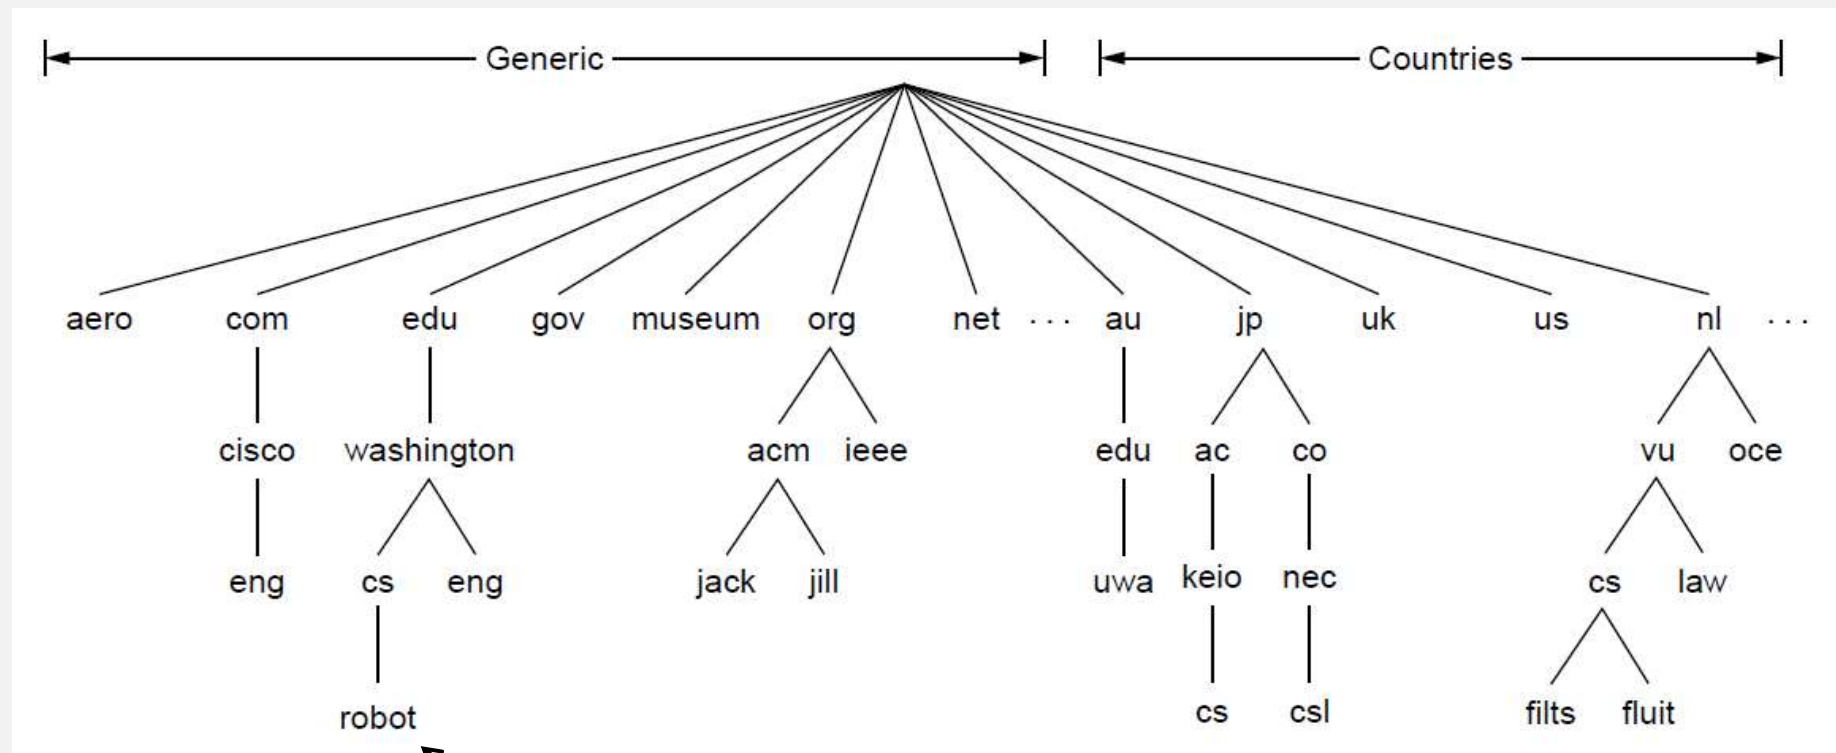 Generic Countries
aero com edu gov museum org net ... au jp uk us nl ...
cisco washington acm ieee edu ac co vu oce
eng cs eng jack jill uwa keio nec cs law
robot cs csl filts fluit